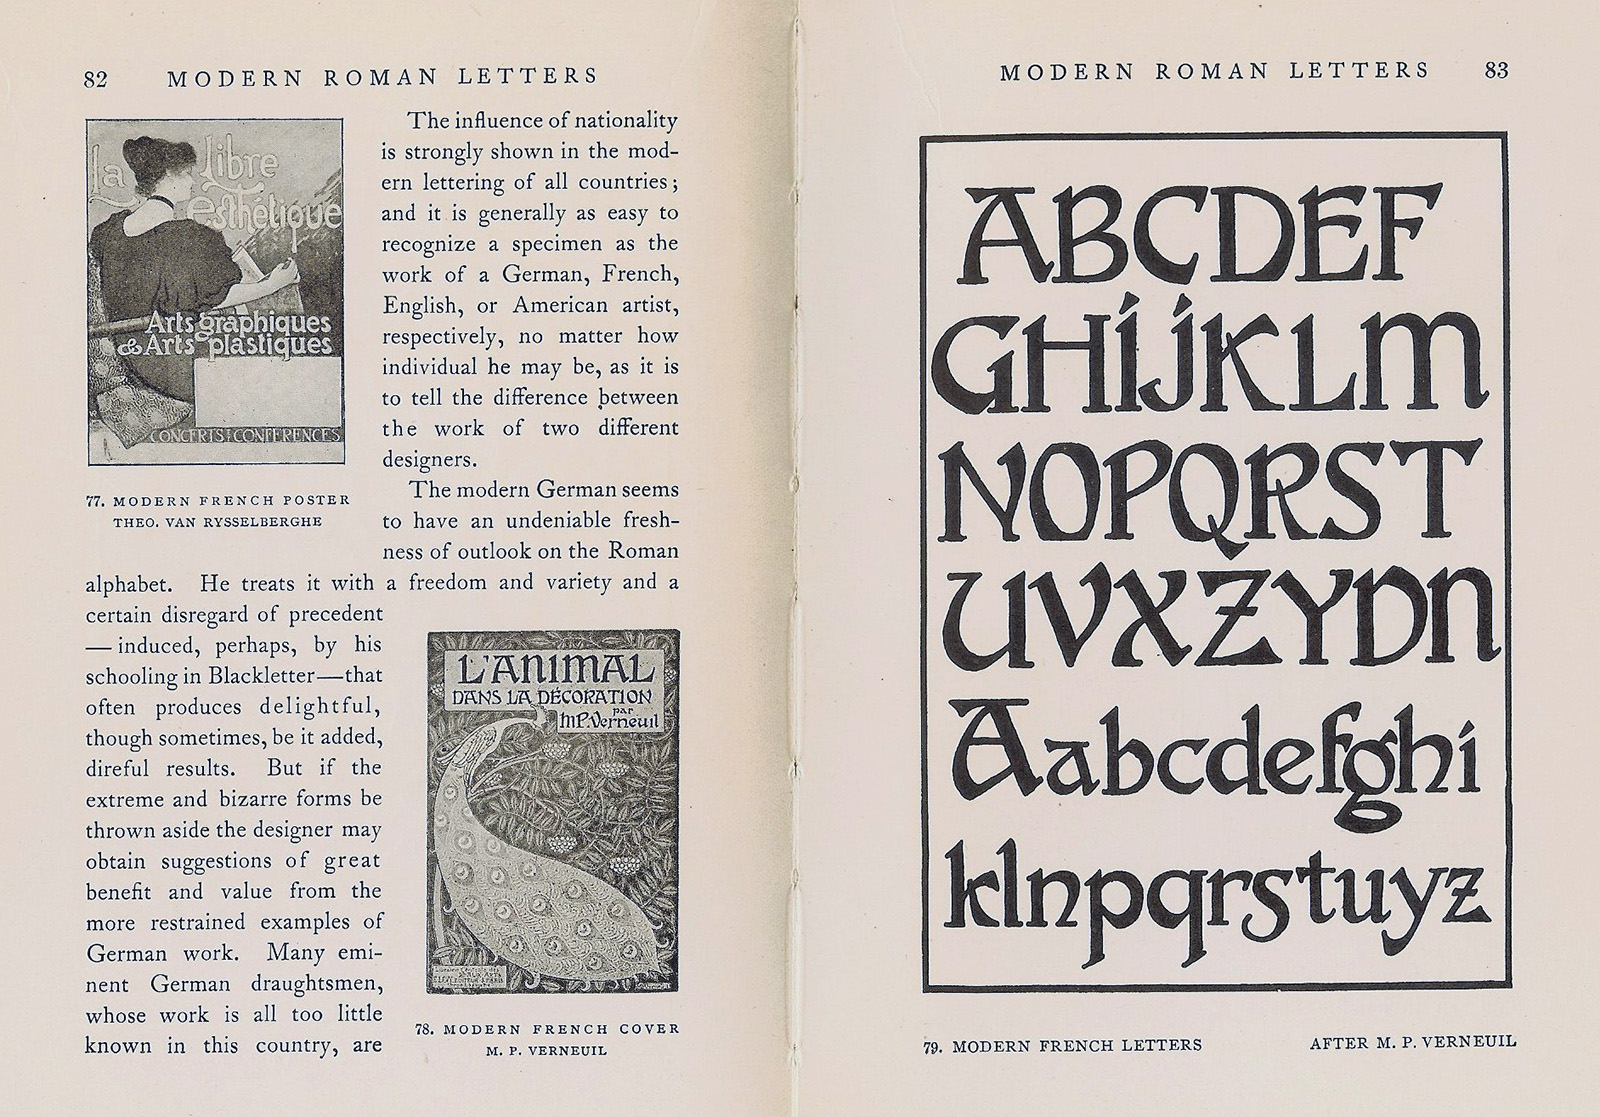 82 MODERN ROMAN LETTERS
la libre
esthétique
Arts graphiques
& Arts plastiques
CONCERTS CONFERENCES
77. MODERN FRENCH POSTER
THEO. VAN RYSSELBERGHE
The influence of nationality
is strongly shown in the mod-
ern lettering of all countries;
and it is generally as easy to
recognize a specimen as the
work of a German, French,
English, or American artist,
respectively, no matter how
individual he may be, as it is
to tell the difference between
the work of two different
designers.
The modern German seems
to have an undeniable fresh-
ness of outlook on the Roman
alphabet. He treats it with a freedom and variety and a
certain disregard of precedent
— induced, perhaps, by his
schooling in Blackletter—that
often produces delightful,
though sometimes, be it added,
direful results. But if the
extreme and bizarre forms be
thrown aside the designer may
obtain suggestions of great
benefit and value from the
more restrained examples of
German work. Many emi-
nent German draughtsmen,
whose work is all too little
known in this country, are
L'ANIMAL
DANS LA DÉCORATION
par
M.P. Verneuil
78. MODERN FRENCH COVER
M. P. VERNEUIL
MODERN ROMAN LETTERS 83
ABCDEF
GHIJKLM
NOPQRST
UVXZYDN
Aabcdefghi
klnpqrstuyz
79. MODERN FRENCH LETTERS AFTER M. P. VERNEUIL